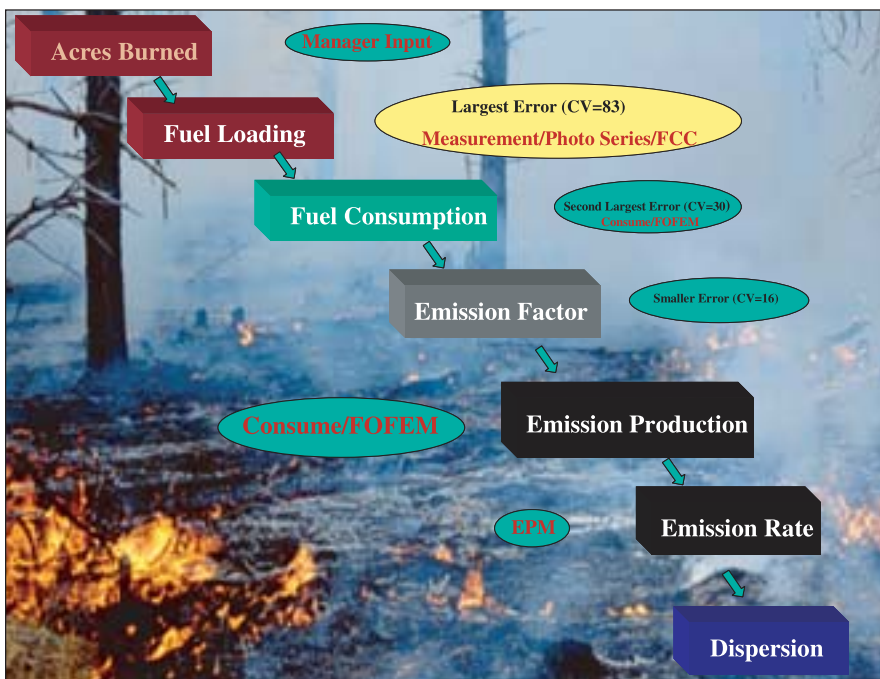 Acres Burned
Manager Input
Fuel Loading
Largest Error (CV=83)
Measurement/Photo Series/FCC
Fuel Consumption
Second Largest Error (CV=30)
Consume/FOFEM
Emission Factor
Smaller Error (CV=16)
Emission Production
Consume/FOFEM
Emission Rate
EPM
Dispersion